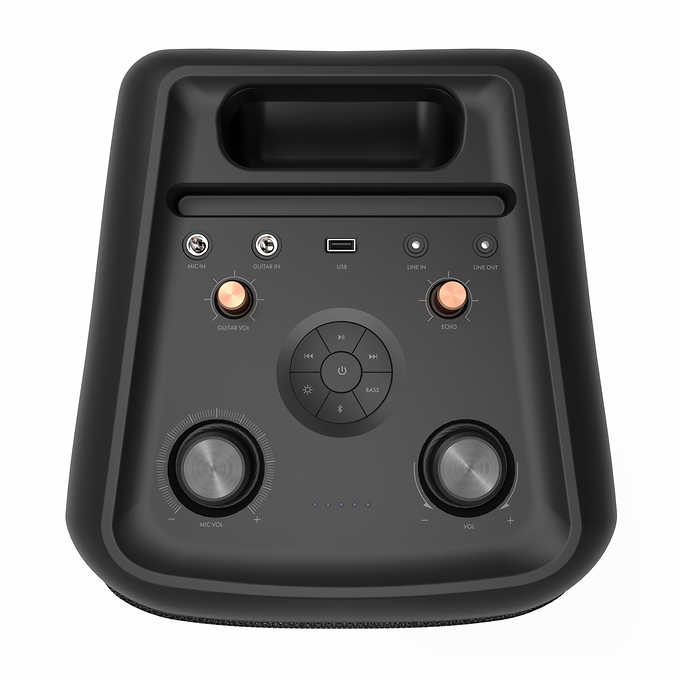 MIC IN
GUITAR IN
USB
LINE IN
LINE OUT
GUITAR VOL
ECHO
BASS
MIC VOL
VOL